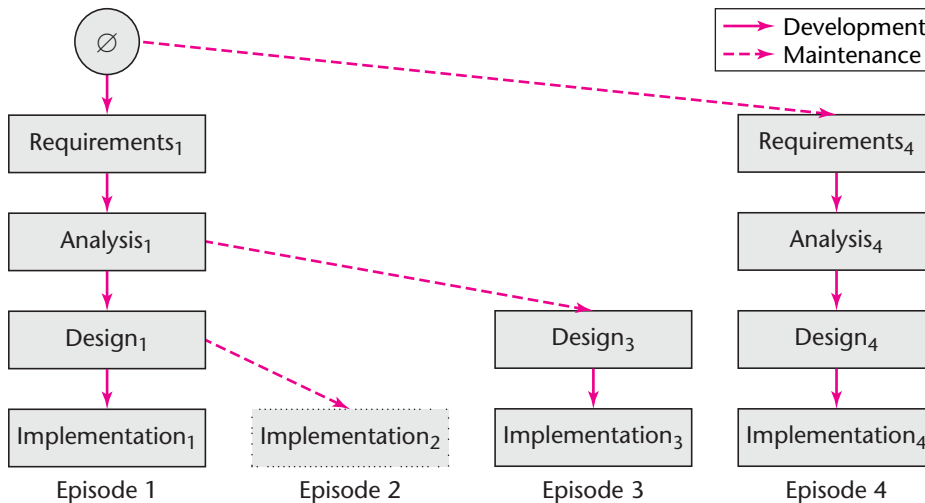 ∅
Development
Maintenance
Requirements₁
Requirements₄
Analysis₁
Analysis₄
Design₁
Design₃
Design₄
Implementation₁
Implementation₂
Implementation₃
Implementation₄
Episode 1
Episode 2
Episode 3
Episode 4